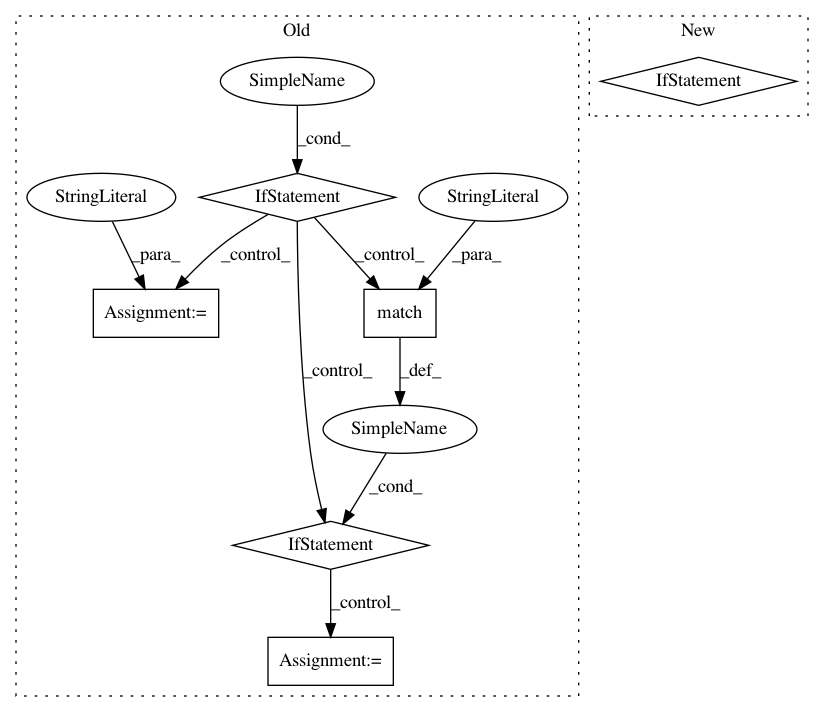 Old
New
SimpleName
IfStatement
_cond_
StringLiteral
IfStatement
StringLiteral
_para_
_control_
_control_
_para_
Assignment:=
match
_control_
_def_
SimpleName
_cond_
IfStatement
_control_
Assignment:=